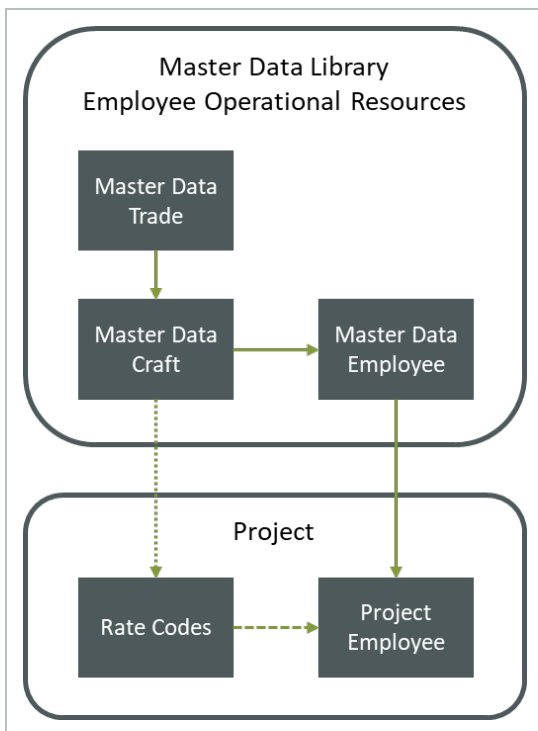 Master Data Library
Employee Operational Resources
Master Data
Trade
Master Data
Craft
Master Data
Employee
Project
Rate Codes
Project
Employee